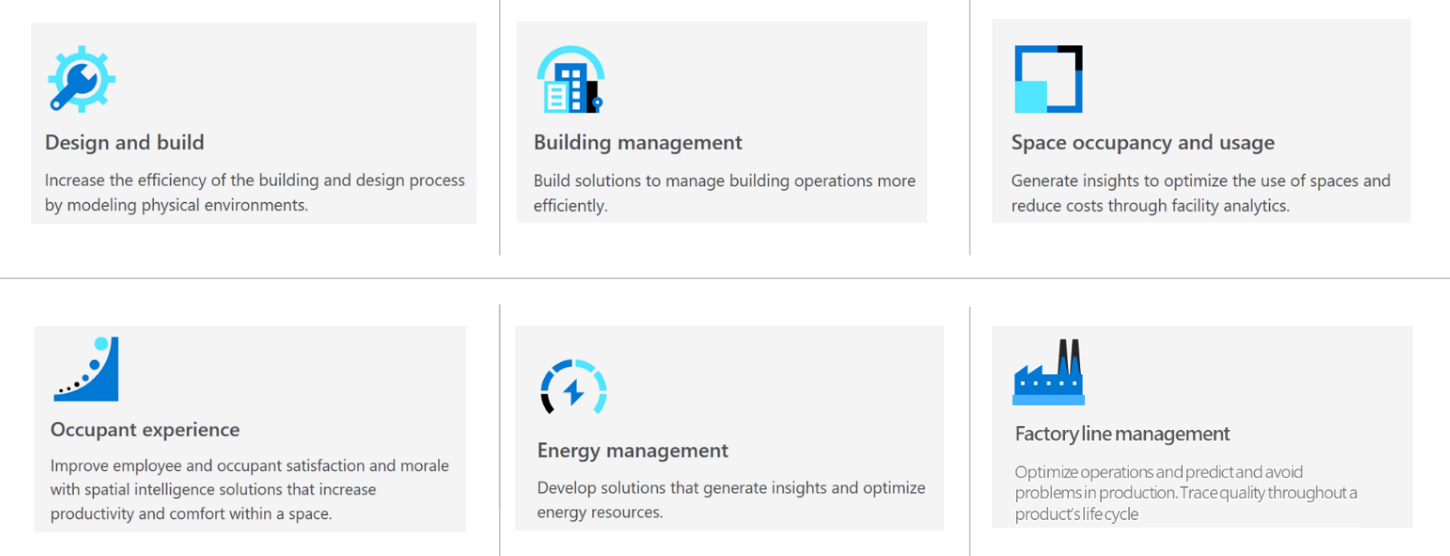 Design and build
Increase the efficiency of the building and design process
by modeling physical environments.
Building management
Build solutions to manage building operations more
efficiently.
Space occupancy and usage
Generate insights to optimize the use of spaces and
reduce costs through facility analytics.
Occupant experience
Improve employee and occupant satisfaction and morale
with spatial intelligence solutions that increase
productivity and comfort within a space.
Energy management
Develop solutions that generate insights and optimize
energy resources.
Factory line management
Optimize operations and predict and avoid
problems in production. Trace quality throughout a
product's life cycle